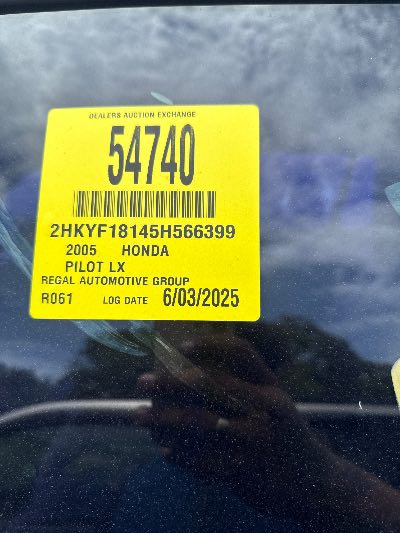 DEALERS AUCTION EXCHANGE
54740
2HKYF18145H566399
2005 HONDA
PILOT LX
REGAL AUTOMOTIVE GROUP
R061 LOG DATE 6/03/2025